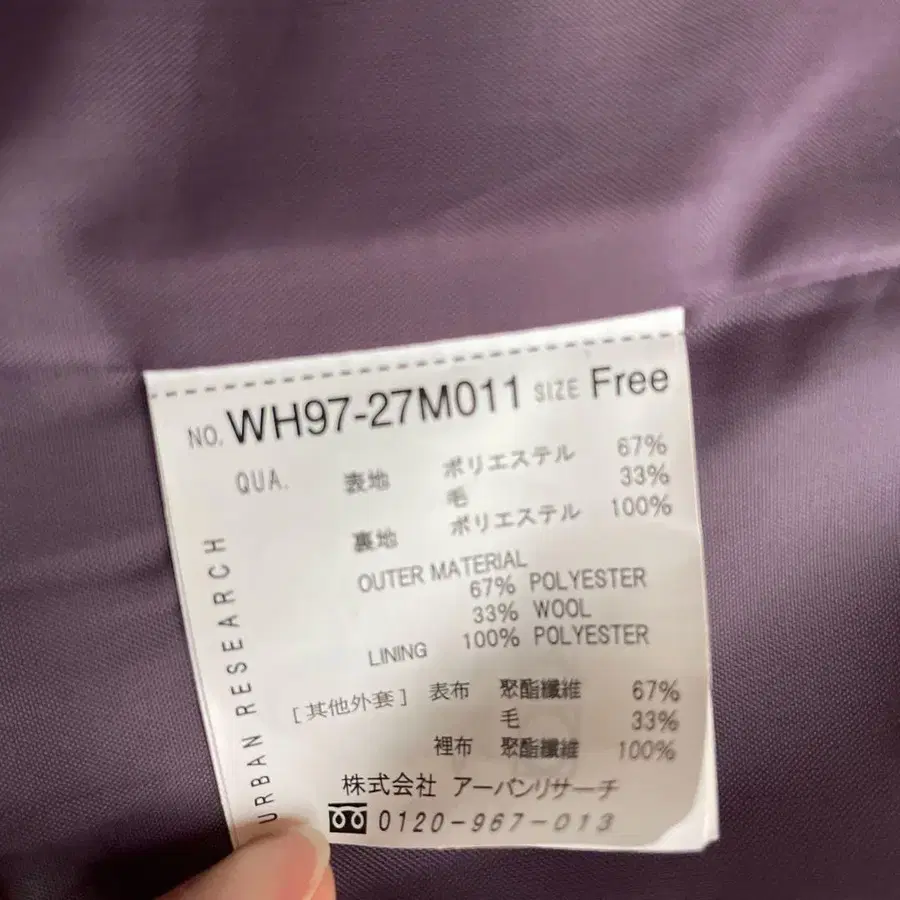 NO. WH97-27M011 SIZE Free
QUA. 表地 ポリエステル 67%
毛 33%
裏地 ポリエステル 100%
OUTER MATERIAL
67% POLYESTER
33% WOOL
LINING 100% POLYESTER
[其他外套] 表布 聚酯纖維 67%
毛 33%
裡布 聚酯纖維 100%
株式会社 アーバンリサーチ
0120-967-013
URBAN RESEARCH